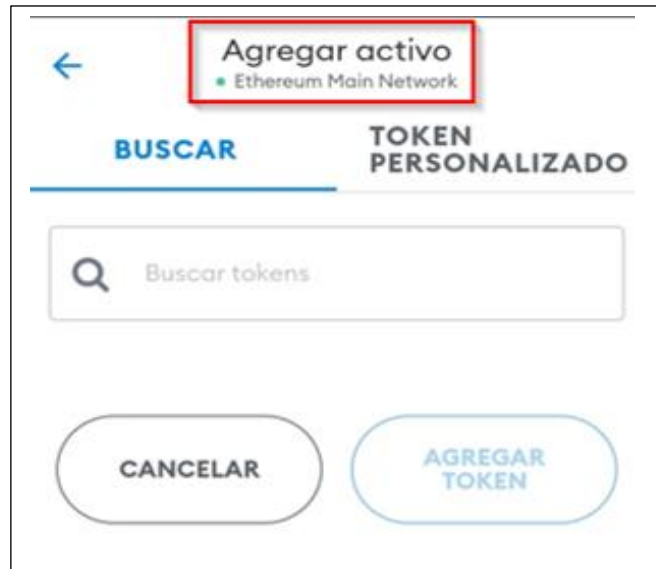 Agregar activo
Ethereum Main Network
BUSCAR
TOKEN
PERSONALIZADO
Buscar tokens
CANCELAR
AGREGAR
TOKEN